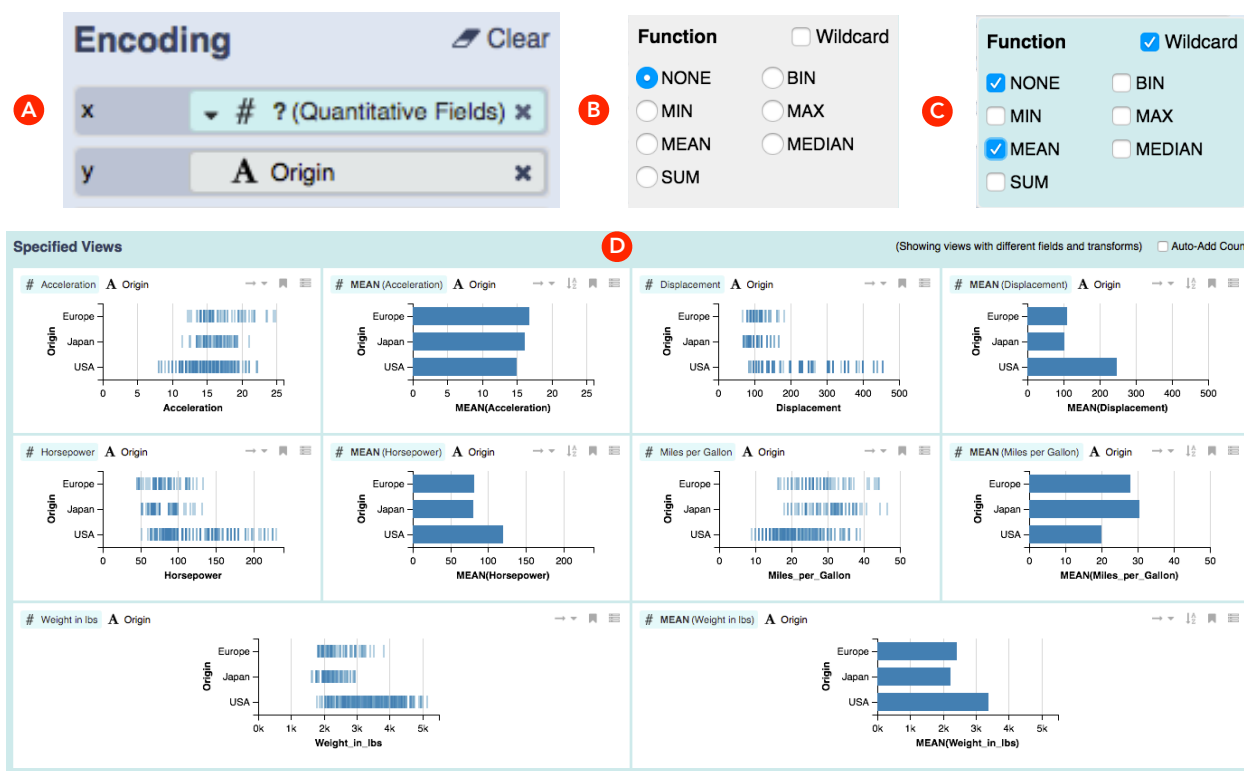 Encoding
Clear
A
x
# ? (Quantitative Fields) ×
y
A Origin ×
B
Function
Wildcard
NONE
BIN
MIN
MAX
MEAN
MEDIAN
SUM
C
Function
Wildcard
NONE
BIN
MIN
MAX
MEAN
MEDIAN
SUM
Specified Views
D
(Showing views with different fields and transforms)
Auto-Add Coun
# Acceleration A Origin
Origin
Europe
Japan
USA
0 5 10 15 20 25
Acceleration
# MEAN (Acceleration) A Origin
Origin
Europe
Japan
USA
0 5 10 15 20 25
MEAN(Acceleration)
# Displacement A Origin
Origin
Europe
Japan
USA
0 100 200 300 400 500
Displacement
# MEAN (Displacement) A Origin
Origin
Europe
Japan
USA
0 100 200 300 400 500
MEAN(Displacement)
# Horsepower A Origin
Origin
Europe
Japan
USA
0 50 100 150 200
Horsepower
# MEAN (Horsepower) A Origin
Origin
Europe
Japan
USA
0 50 100 150 200
MEAN(Horsepower)
# Miles per Gallon A Origin
Origin
Europe
Japan
USA
0 10 20 30 40 50
Miles_per_Gallon
# MEAN (Miles per Gallon) A Origin
Origin
Europe
Japan
USA
0 10 20 30 40 50
MEAN(Miles_per_Gallon)
# Weight in lbs A Origin
Origin
Europe
Japan
USA
0k 1k 2k 3k 4k 5k
Weight_in_lbs
# MEAN (Weight in lbs) A Origin
Origin
Europe
Japan
USA
0k 1k 2k 3k 4k 5k
MEAN(Weight_in_lbs)